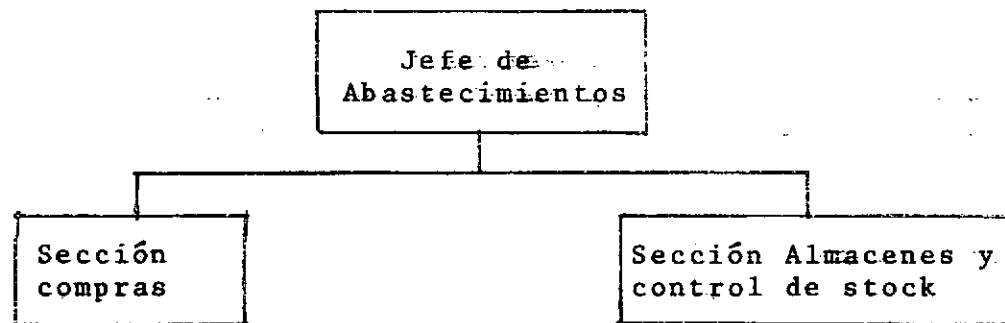 Jefe de
Abastecimientos
Sección
compras
Sección Almacenes y
control de stock